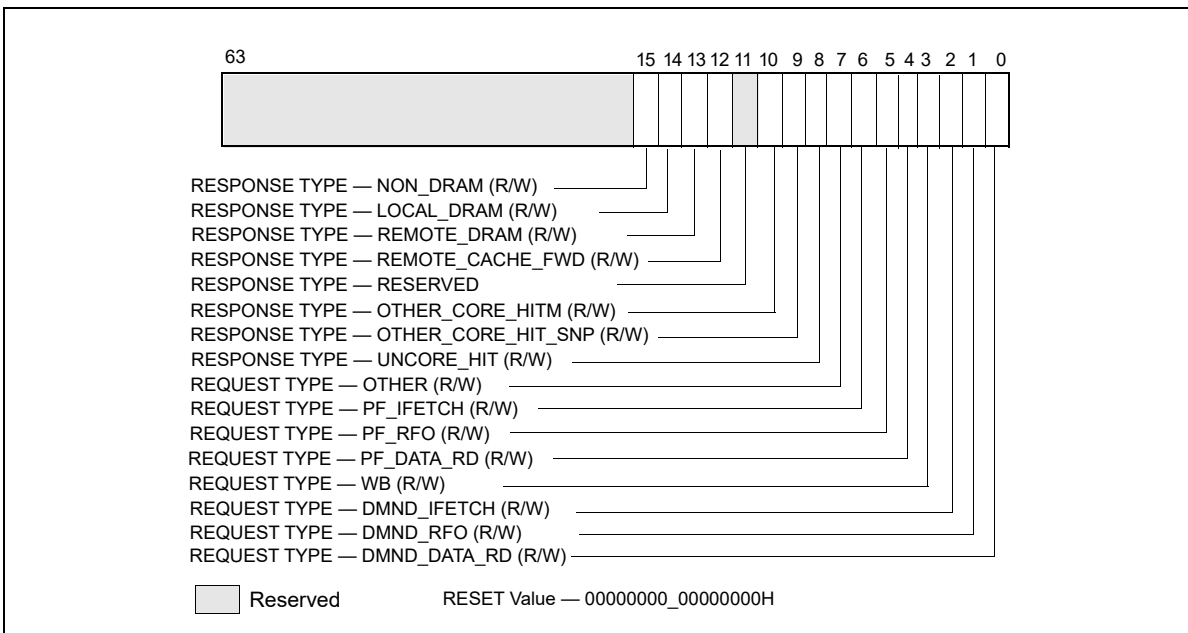 63 15 14 13 12 11 10 9 8 7 6 5 4 3 2 1 0
RESPONSE TYPE — NON_DRAM (R/W)
RESPONSE TYPE — LOCAL_DRAM (R/W)
RESPONSE TYPE — REMOTE_DRAM (R/W)
RESPONSE TYPE — REMOTE_CACHE_FWD (R/W)
RESPONSE TYPE — RESERVED
RESPONSE TYPE — OTHER_CORE_HITM (R/W)
RESPONSE TYPE — OTHER_CORE_HIT_SNP (R/W)
RESPONSE TYPE — UNCORE_HIT (R/W)
REQUEST TYPE — OTHER (R/W)
REQUEST TYPE — PF_IFETCH (R/W)
REQUEST TYPE — PF_RFO (R/W)
REQUEST TYPE — PF_DATA_RD (R/W)
REQUEST TYPE — WB (R/W)
REQUEST TYPE — DMND_IFETCH (R/W)
REQUEST TYPE — DMND_RFO (R/W)
REQUEST TYPE — DMND_DATA_RD (R/W)
Reserved RESET Value — 00000000_00000000H